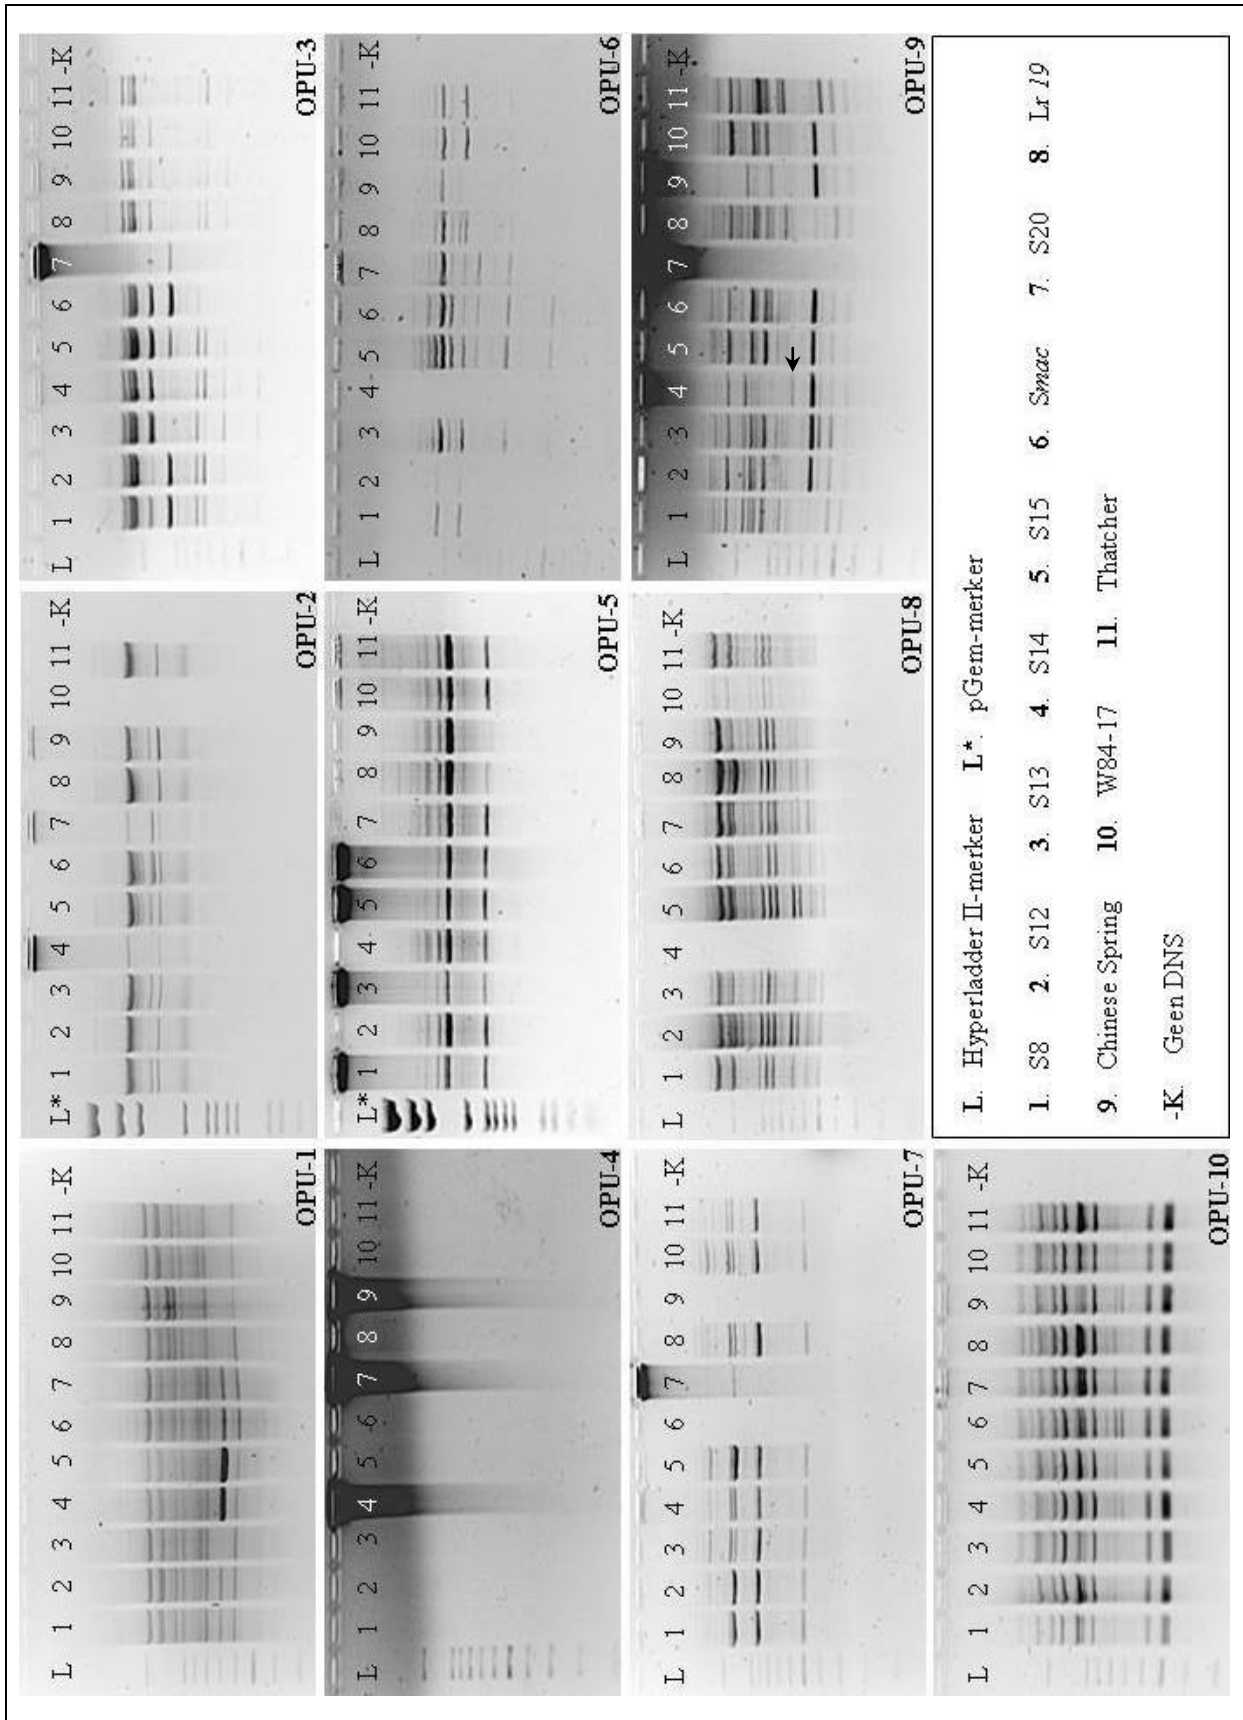 L 1 2 3 4 5 6 7 8 9 10 11 -K
OPU-1
L* 1 2 3 4 5 6 7 8 9 10 11 -K
OPU-2
L 1 2 3 4 5 6 7 8 9 10 11 -K
OPU-3
L 1 2 3 4 5 6 7 8 9 10 11 -K
OPU-4
L* 1 2 3 4 5 6 7 8 9 10 11 -K
OPU-5
L 1 2 3 4 5 6 7 8 9 10 11 -K
OPU-6
L 1 2 3 4 5 6 7 8 9 10 11 -K
OPU-7
L 1 2 3 4 5 6 7 8 9 10 11 -K
OPU-8
L 1 2 3 4 5 6 7 8 9 10 11 -K
OPU-9
L 1 2 3 4 5 6 7 8 9 10 11 -K
OPU-10
L. Hyperladder II-merker L*. pGem-merker
1. S8 2. S12 3. S13 4. S14 5. S15 6. Smac 7. S20 8. Lr 19
9. Chinese Spring 10. W84-17 11. Thatcher
-K. Geen DNS